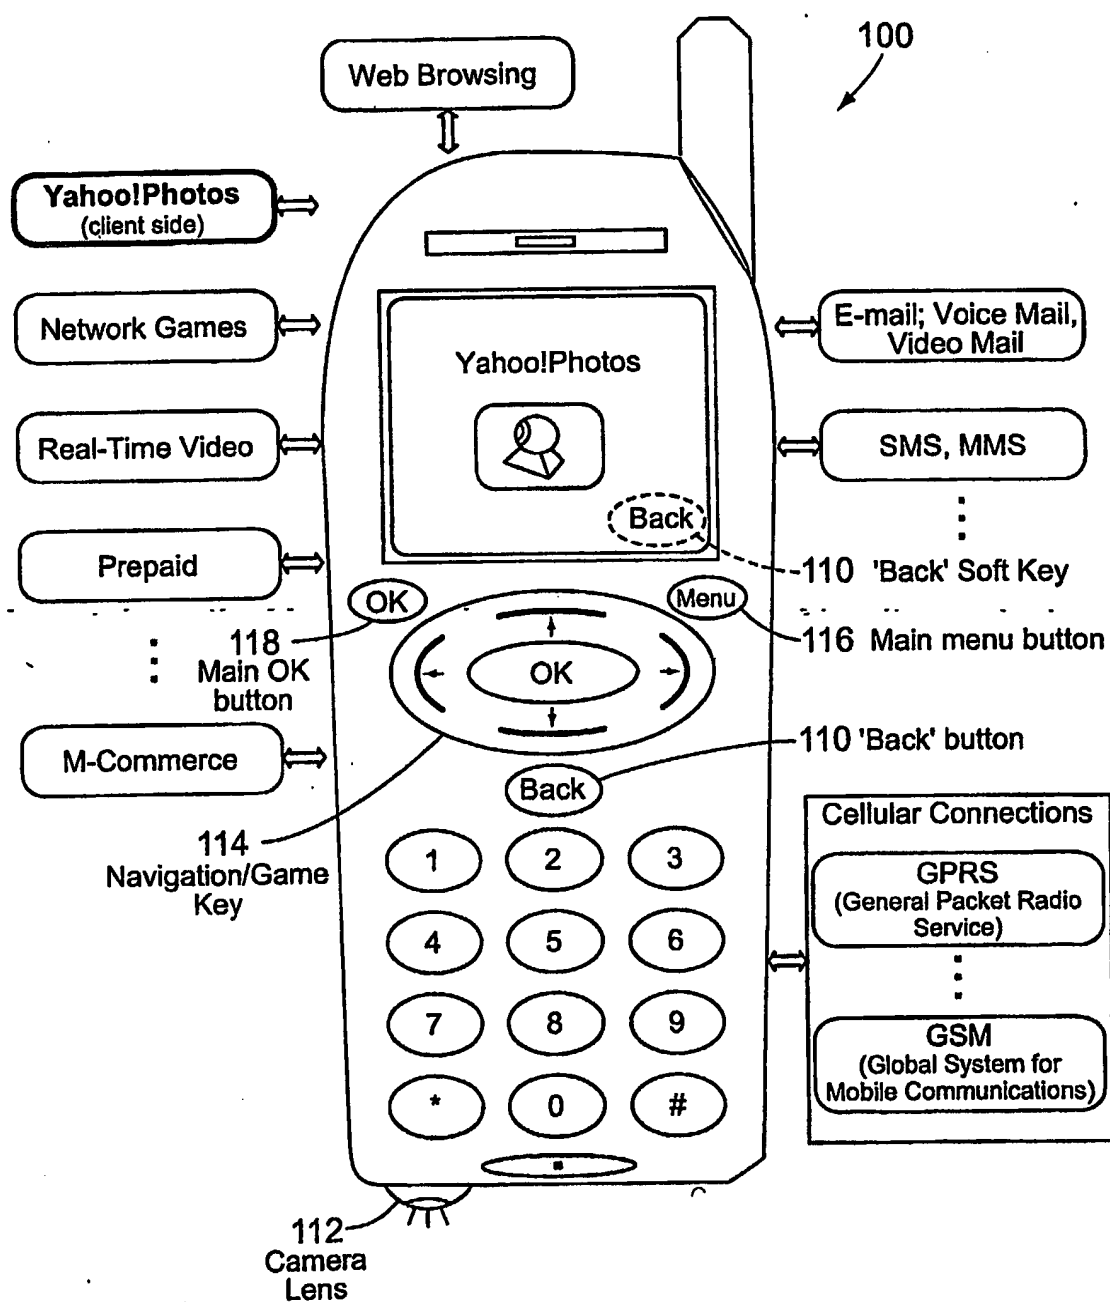 100
Web Browsing
Yahoo!Photos
(client side)
Network Games
Real-Time Video
Prepaid
M-Commerce
E-mail; Voice Mail,
Video Mail
SMS, MMS
Yahoo!Photos
Back
110 'Back' Soft Key
OK
Menu
118
Main OK
button
116 Main menu button
OK
110 'Back' button
Back
114
Navigation/Game
Key
1 2 3
4 5 6
7 8 9
* 0 #
Cellular Connections
GPRS
(General Packet Radio
Service)
GSM
(Global System for
Mobile Communications)
112
Camera
Lens